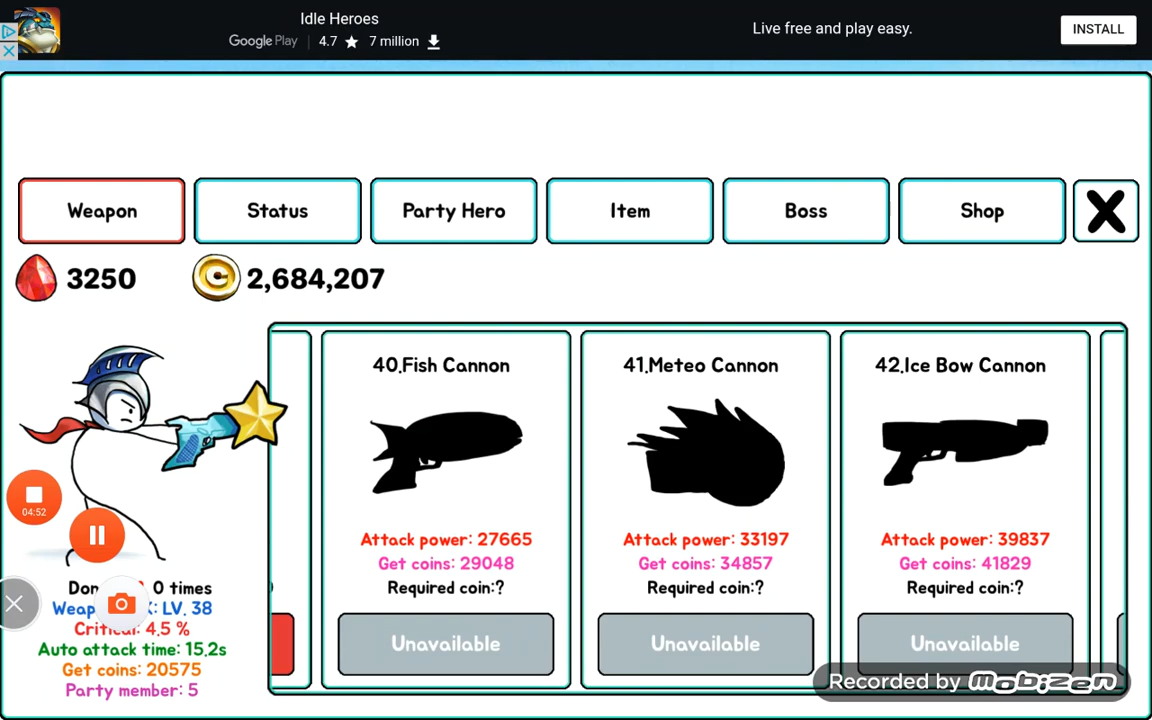 Idle Heroes
Google Play | 4.7 ★ 7 million
Live free and play easy.
INSTALL
Weapon
Status
Party Hero
Item
Boss
Shop
X
3250
C 2,684,207
40.Fish Cannon
Attack power: 27665
Get coins: 29048
Required coin:?
Unavailable
41.Meteo Cannon
Attack power: 33197
Get coins: 34857
Required coin:?
Unavailable
42.Ice Bow Cannon
Attack power: 39837
Get coins: 41829
Required coin:?
Unavailable
04:52
0 times
LV. 38
Critical: 4.5 %
Auto attack time: 15.2s
Get coins: 20575
Party member: 5
Recorded by mobizen